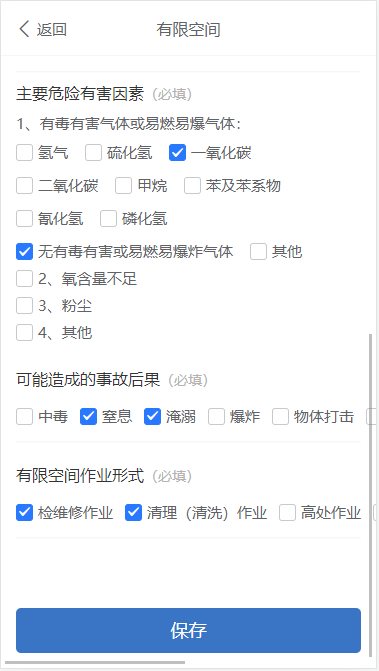 返回 有限空间
主要危险有害因素（必填）
1、有毒有害气体或易燃易爆气体：
氢气 硫化氢 一氧化碳
二氧化碳 甲烷 苯及苯系物
氰化氢 磷化氢
无有毒有害或易燃易爆炸气体 其他
2、氧含量不足
3、粉尘
4、其他
可能造成的事故后果（必填）
中毒 窒息 淹溺 爆炸 物体打击
有限空间作业形式（必填）
检维修作业 清理（清洗）作业 高处作业
保存